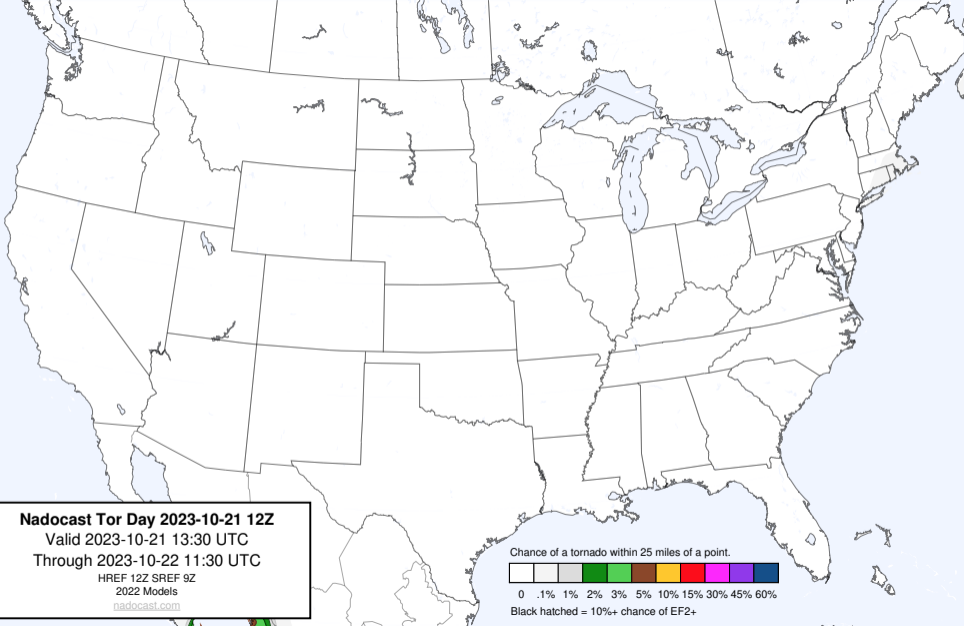 Nadocast Tor Day 2023-10-21 12Z
Valid 2023-10-21 13:30 UTC
Through 2023-10-22 11:30 UTC
HREF 12Z SREF 9Z
2022 Models
nadocast.com
Chance of a tornado within 25 miles of a point.
0 .1% 1% 2% 3% 5% 10% 15% 30% 45% 60%
Black hatched = 10%+ chance of EF2+